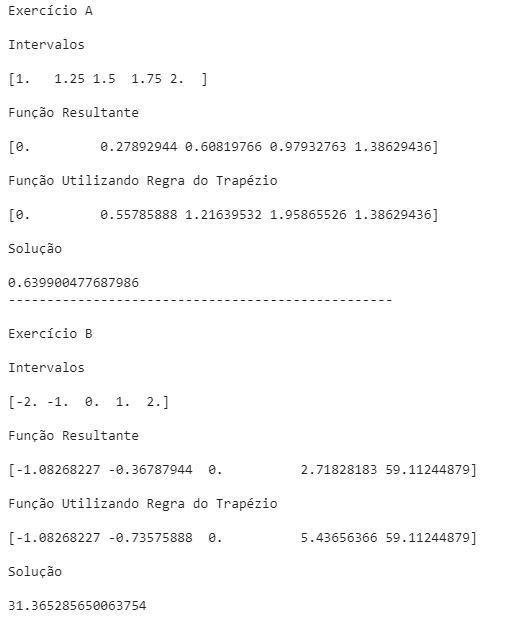 Exercício A
Intervalos
[1.   1.25 1.5  1.75 2.  ]
Função Resultante
[0.         0.27892944 0.60819766 0.97932763 1.38629436]
Função Utilizando Regra do Trapézio
[0.         0.55785888 1.21639532 1.95865526 1.38629436]
Solução
0.639900477687986
--------------------------------------------------
Exercício B
Intervalos
[-2. -1.  0.  1.  2.]
Função Resultante
[-1.08268227 -0.36787944  0.          2.71828183 59.11244879]
Função Utilizando Regra do Trapézio
[-1.08268227 -0.73575888  0.          5.43656366 59.11244879]
Solução
31.365285650063754